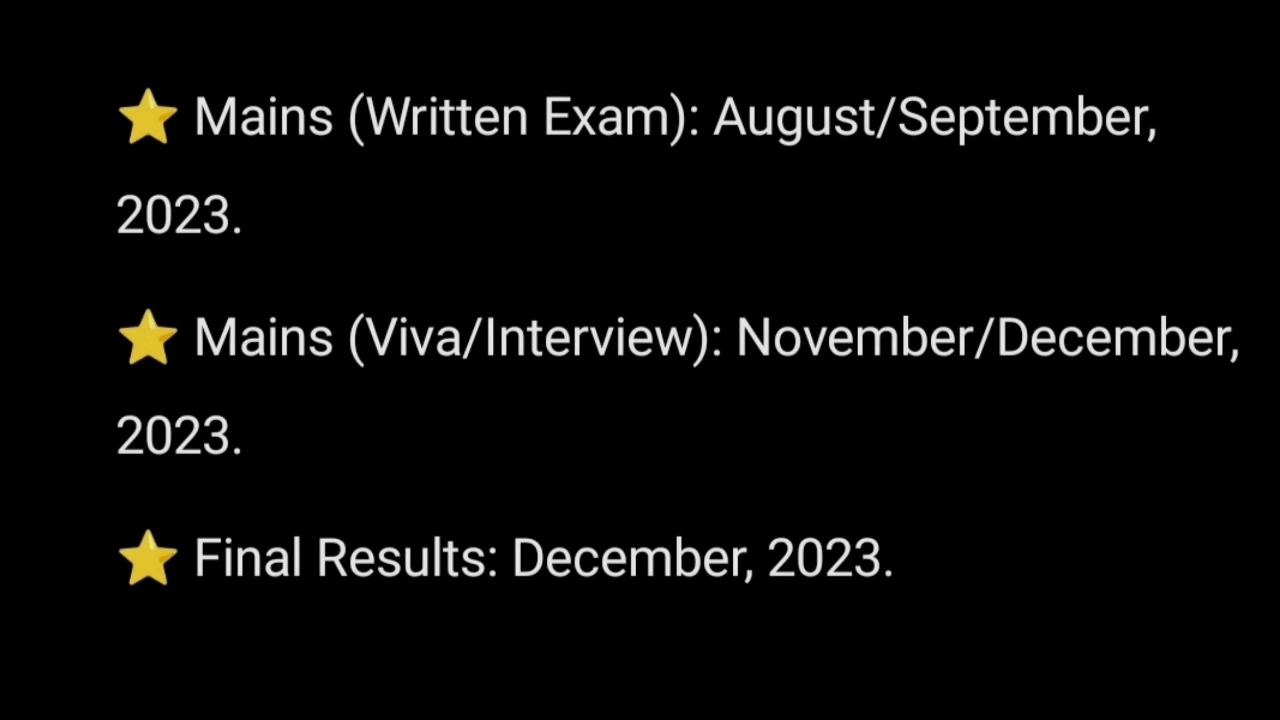 ⭐ Mains (Written Exam): August/September,
2023.
⭐ Mains (Viva/Interview): November/December,
2023.
⭐ Final Results: December, 2023.